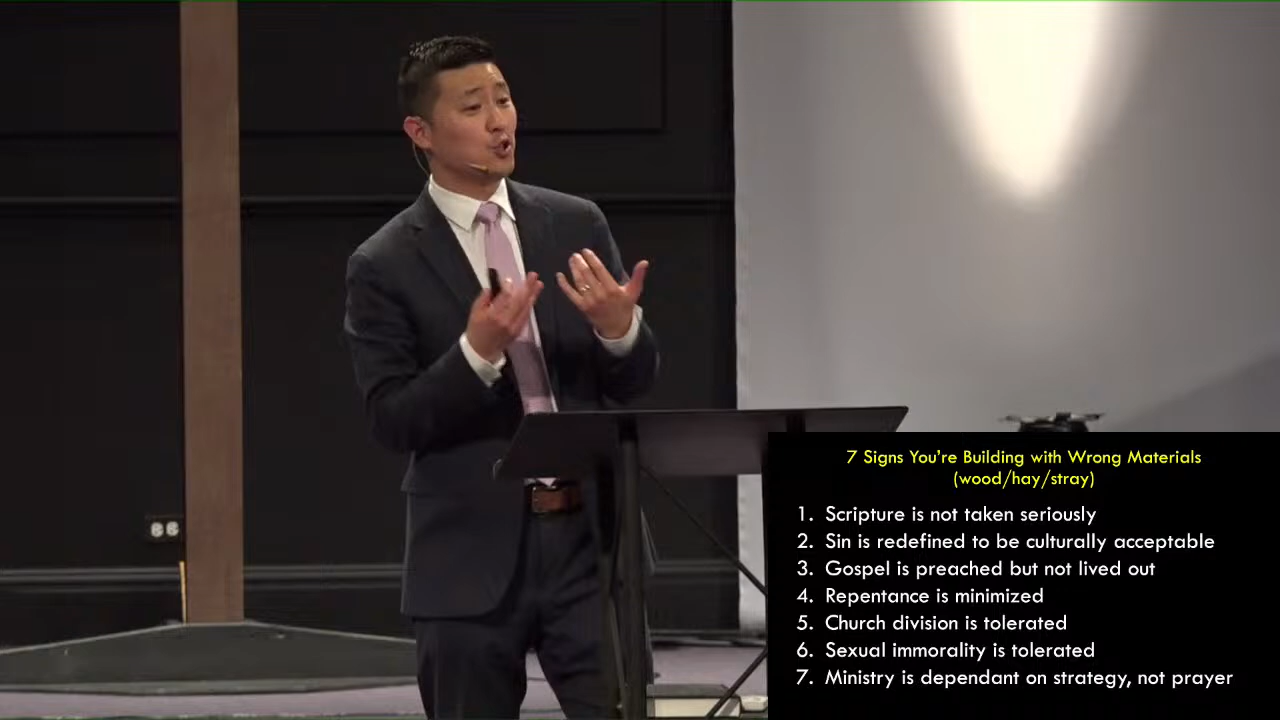 7 Signs You're Building with Wrong Materials
(wood/hay/stray)
1. Scripture is not taken seriously
2. Sin is redefined to be culturally acceptable
3. Gospel is preached but not lived out
4. Repentance is minimized
5. Church division is tolerated
6. Sexual immorality is tolerated
7. Ministry is dependant on strategy, not prayer